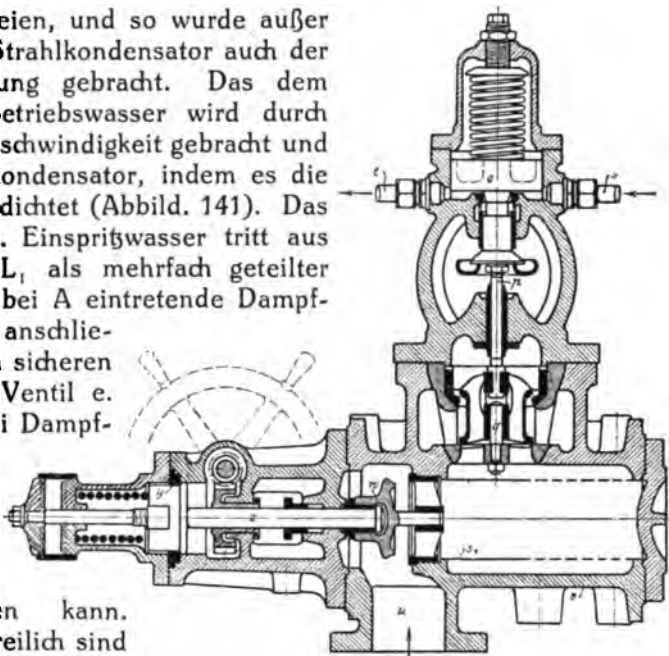 eien, und so wurde außer
Strahlkondensator auch der
ung gebracht. Das dem
etriebswasser wird durch
schwindigkeit gebracht und
ondensator, indem es die
dichtet (Abbild. 141). Das
. Einspritzwasser tritt aus
L₁ als mehrfach geteilter
bei A eintretende Dampf-
anschlie-
sicheren
Ventil e.
i Dampf-
en kann.
reilich sind
p
q
y
z
u